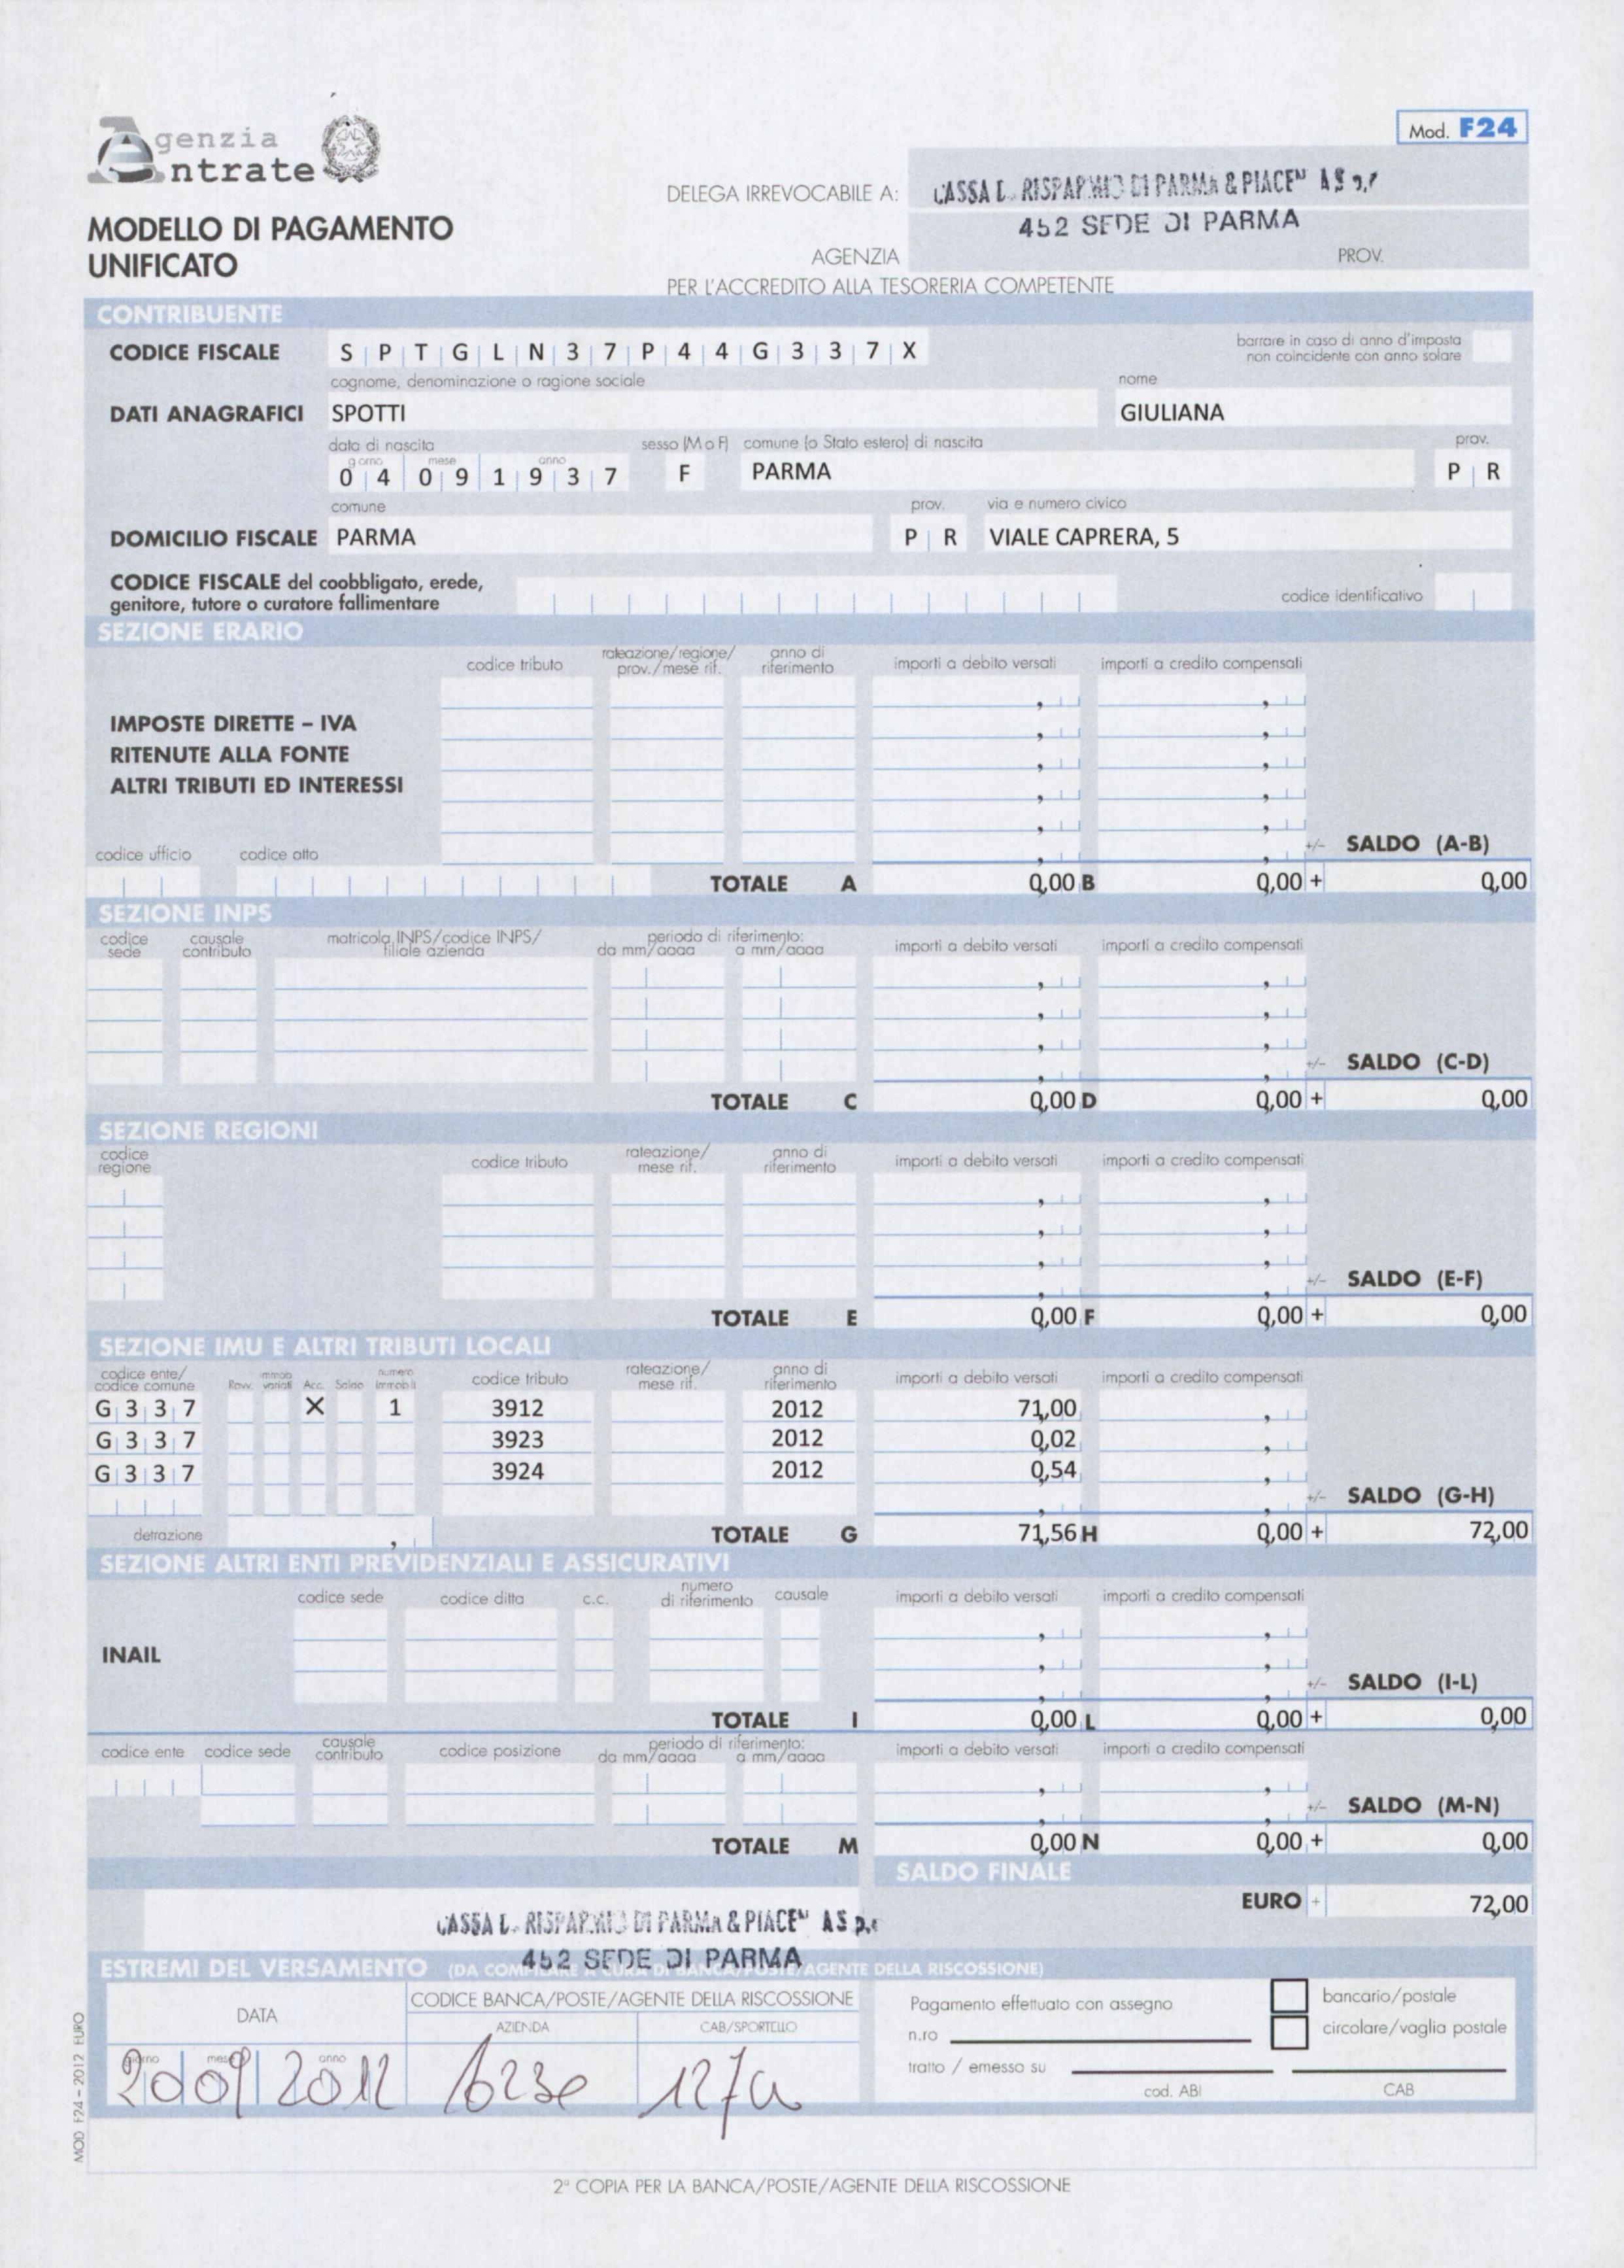 Agenzia
Entrate
Mod. F24
MODELLO DI PAGAMENTO
UNIFICATO
DELEGA IRREVOCABILE A: CASSA D RISPARMIO DI PARMA & PIACEN A S p.
452 SEDE DI PARMA
AGENZIA PROV.
PER L'ACCREDITO ALLA TESORERIA COMPETENTE
CONTRIBUENTE
CODICE FISCALE S P T G L N 3 7 P 4 4 G 3 3 7 X
barrare in caso di anno d'imposta
non coincidente con anno solare
cognome, denominazione o ragione sociale nome
DATI ANAGRAFICI SPOTTI GIULIANA
data di nascita sesso (M o F) comune (o Stato estero) di nascita prov.
giorno mese anno
0 4 0 9 1 9 3 7 F PARMA P R
comune prov. via e numero civico
DOMICILIO FISCALE PARMA P R VIALE CAPRERA, 5
CODICE FISCALE del coobbligato, erede,
genitore, tutore o curatore fallimentare codice identificativo
SEZIONE ERARIO
codice tributo rateazione/regione/ prov./mese rif. anno di riferimento importi a debito versati importi a credito compensati
IMPOSTE DIRETTE – IVA
RITENUTE ALLA FONTE
ALTRI TRIBUTI ED INTERESSI
codice ufficio codice atto +/- SALDO (A-B)
TOTALE A 0,00 B 0,00 + 0,00
SEZIONE INPS
codice sede causale contributo matricola INPS/codice INPS/ filiale azienda periodo di riferimento: da mm/aaaa a mm/aaaa importi a debito versati importi a credito compensati
+/- SALDO (C-D)
TOTALE C 0,00 D 0,00 + 0,00
SEZIONE REGIONI
codice regione codice tributo rateazione/ mese rif. anno di riferimento importi a debito versati importi a credito compensati
+/- SALDO (E-F)
TOTALE E 0,00 F 0,00 + 0,00
SEZIONE IMU E ALTRI TRIBUTI LOCALI
codice ente/ codice comune Ravv. immob. variati Acc. Saldo numero immobili codice tributo rateazione/ mese rif. anno di riferimento importi a debito versati importi a credito compensati
G 3 3 7 X 1 3912 2012 71,00
G 3 3 7 3923 2012 0,02
G 3 3 7 3924 2012 0,54
+/- SALDO (G-H)
detrazione TOTALE G 71,56 H 0,00 + 72,00
SEZIONE ALTRI ENTI PREVIDENZIALI E ASSICURATIVI
codice sede codice ditta c.c. numero di riferimento causale importi a debito versati importi a credito compensati
INAIL
+/- SALDO (I-L)
TOTALE I 0,00 L 0,00 + 0,00
codice ente codice sede causale contributo codice posizione periodo di riferimento: da mm/aaaa a mm/aaaa importi a debito versati importi a credito compensati
+/- SALDO (M-N)
TOTALE M 0,00 N 0,00 + 0,00
SALDO FINALE
EURO + 72,00
CASSA D RISPARMIO DI PARMA & PIACEN A S p.
452 SEDE DI PARMA
ESTREMI DEL VERSAMENTO (DA COMPILARE A CURA DI BANCA/POSTE/AGENTE DELLA RISCOSSIONE)
DATA CODICE BANCA/POSTE/AGENTE DELLA RISCOSSIONE
AZIENDA CAB/SPORTELLO
giorno mese anno
20 09 2012 6230
Pagamento effettuato con assegno bancario/postale
n.ro circolare/vaglia postale
tratto / emesso su
cod. ABI CAB
MOD. F24 – 2012 EURO
2ª COPIA PER LA BANCA/POSTE/AGENTE DELLA RISCOSSIONE